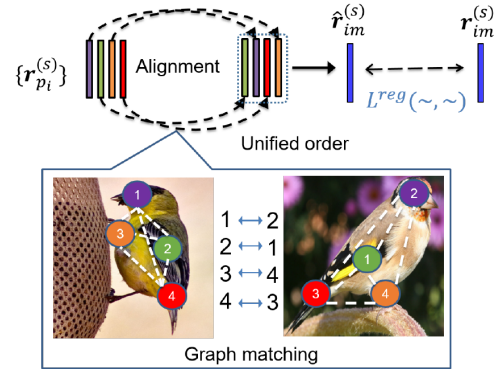 r̂_{im}^{(s)} r_{im}^{(s)}
{r_{p_i}^{(s)}} Alignment
L^{reg}(~,~)
Unified order
1
3
2
4
1 ↔ 2
2 ↔ 1
3 ↔ 4
4 ↔ 3
2
1
3
4
Graph matching